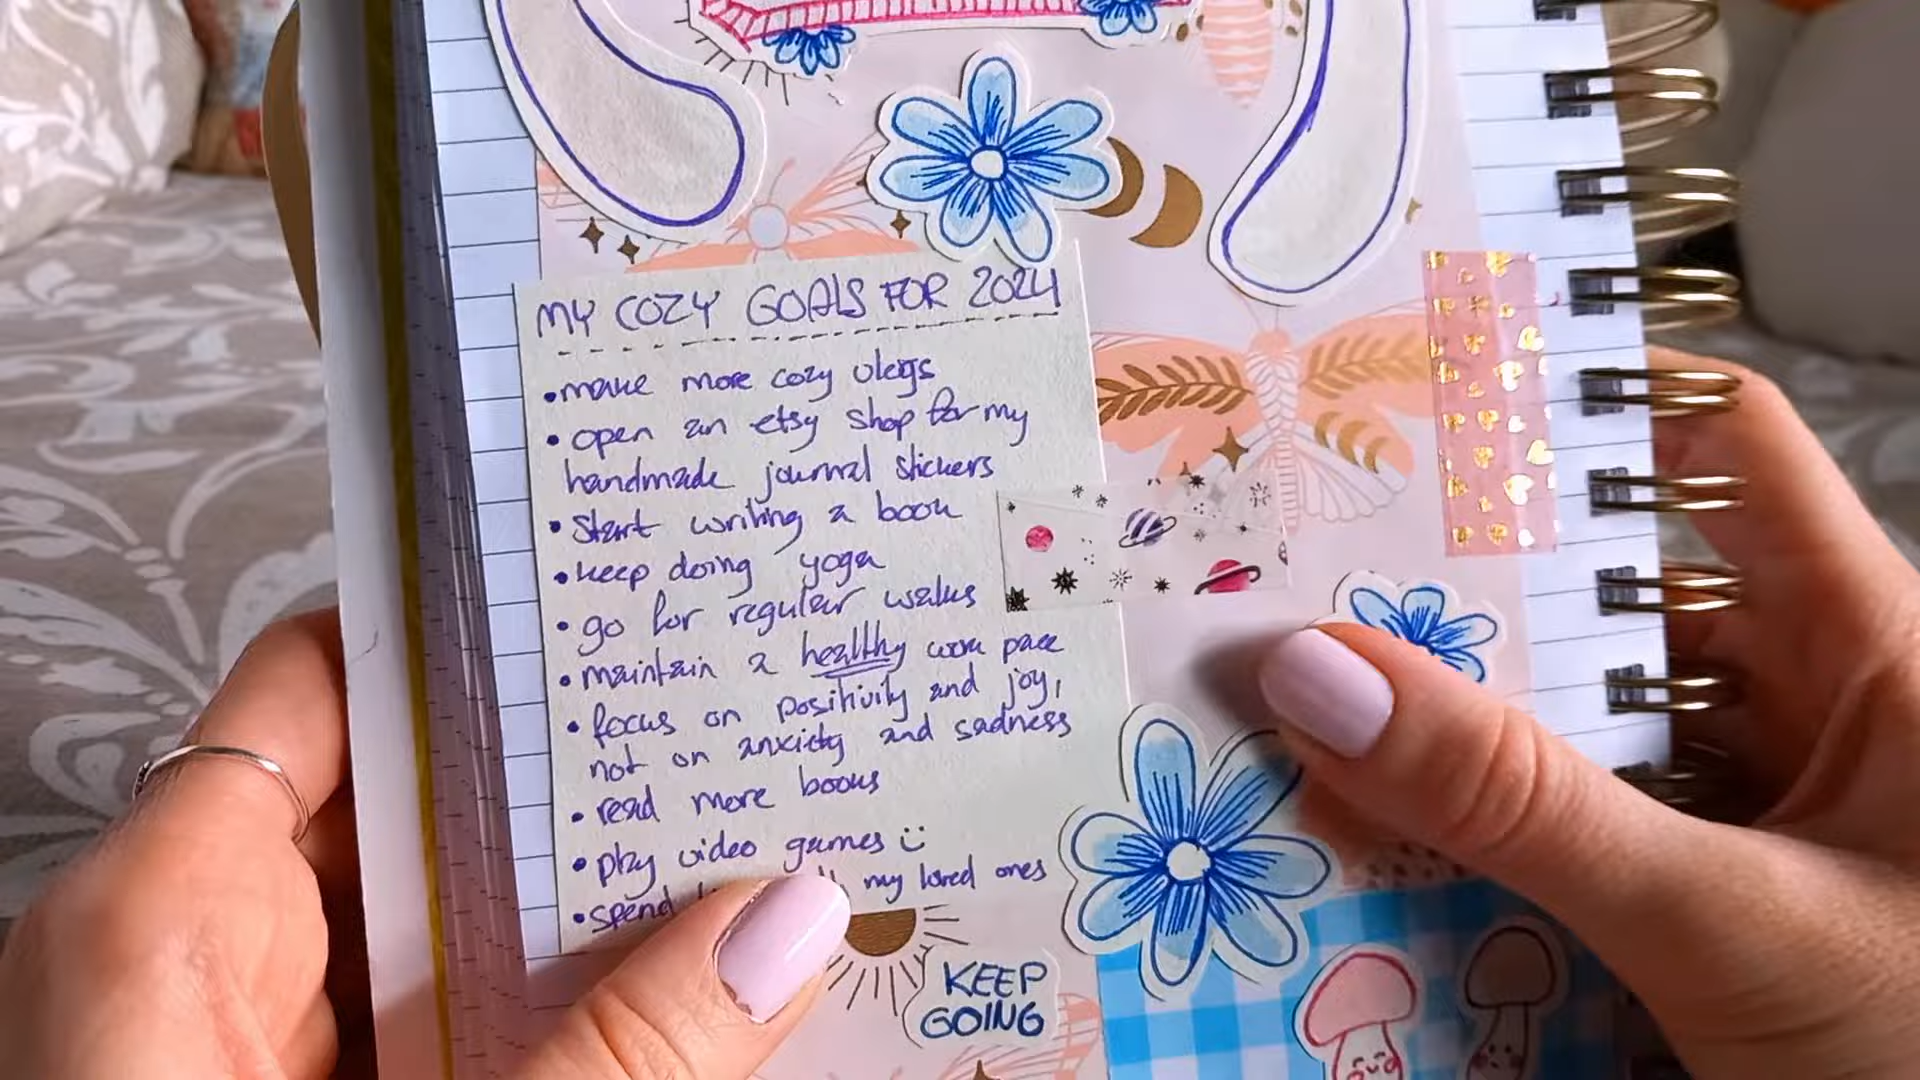 MY COZY GOALS FOR 2024
• make more cozy vlogs
• open an etsy shop for my
handmade journal stickers
• start writing a book
• keep doing yoga
• go for regular walks
• maintain a healthy work pace
• focus on positivity and joy,
not on anxiety and sadness
• read more books
• play video games :)
• spend my loved ones
KEEP
GOING